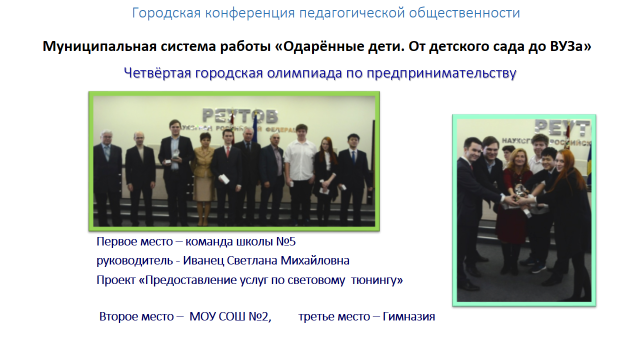 Городская конференция педагогической общественности
Муниципальная система работы «Одарённые дети. От детского сада до ВУЗа»
Четвёртая городская олимпиада по предпринимательству
РЕУТОВ
РЕУТ
Первое место – команда школы №5
руководитель - Иванец Светлана Михайловна
Проект «Предоставление услуг по световому тюнингу»
Второе место – МОУ СОШ №2, третье место – Гимназия